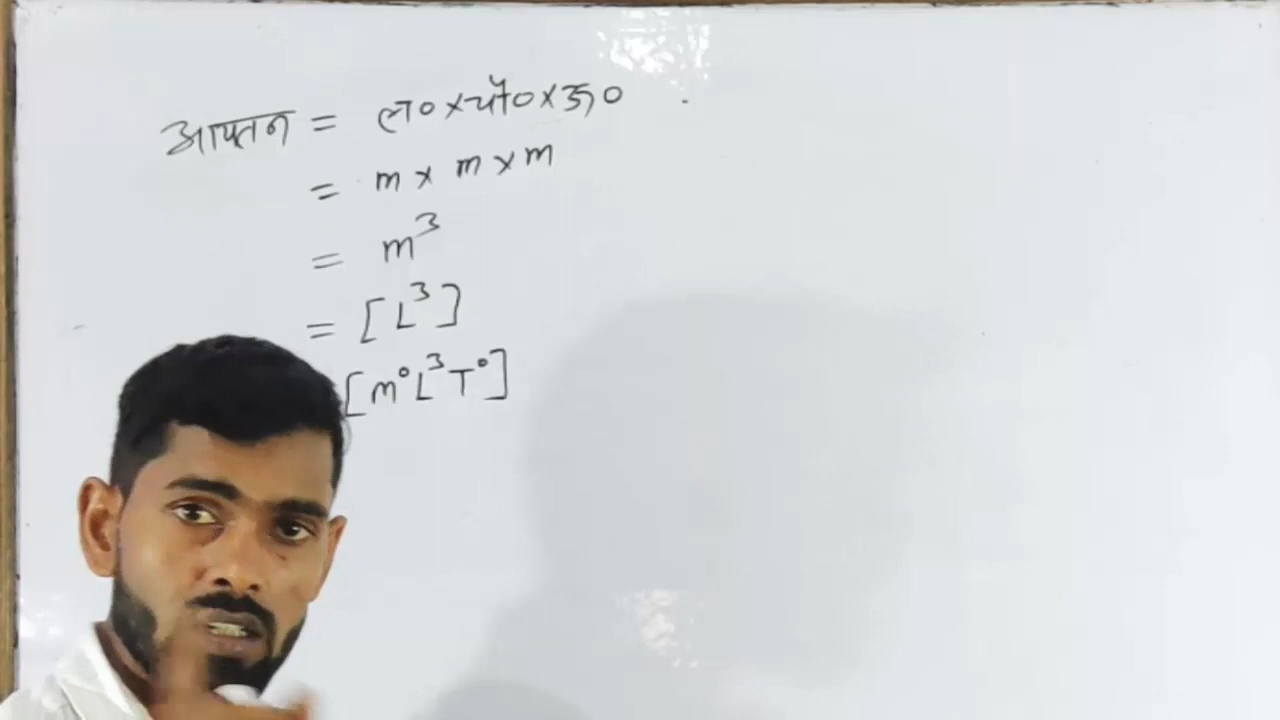 आयतन = ल० × चौ० × ऊ०
= m × m × m
= m³
= [L³]
[m⁰L³T⁰]